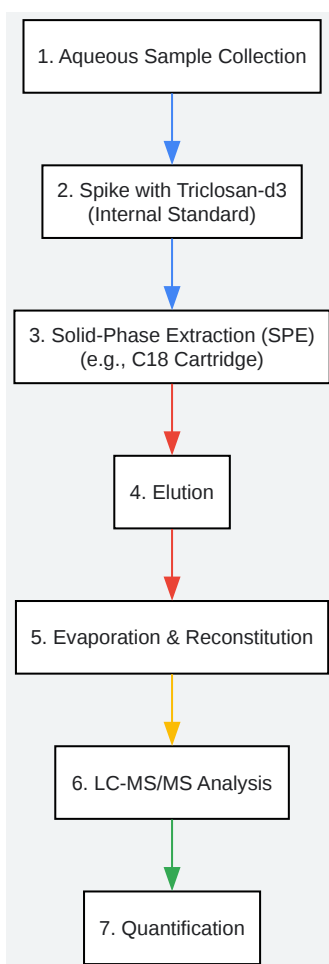 1. Aqueous Sample Collection
2. Spike with Triclosan-d3
(Internal Standard)
3. Solid-Phase Extraction (SPE)
(e.g., C18 Cartridge)
4. Elution
5. Evaporation & Reconstitution
6. LC-MS/MS Analysis
7. Quantification